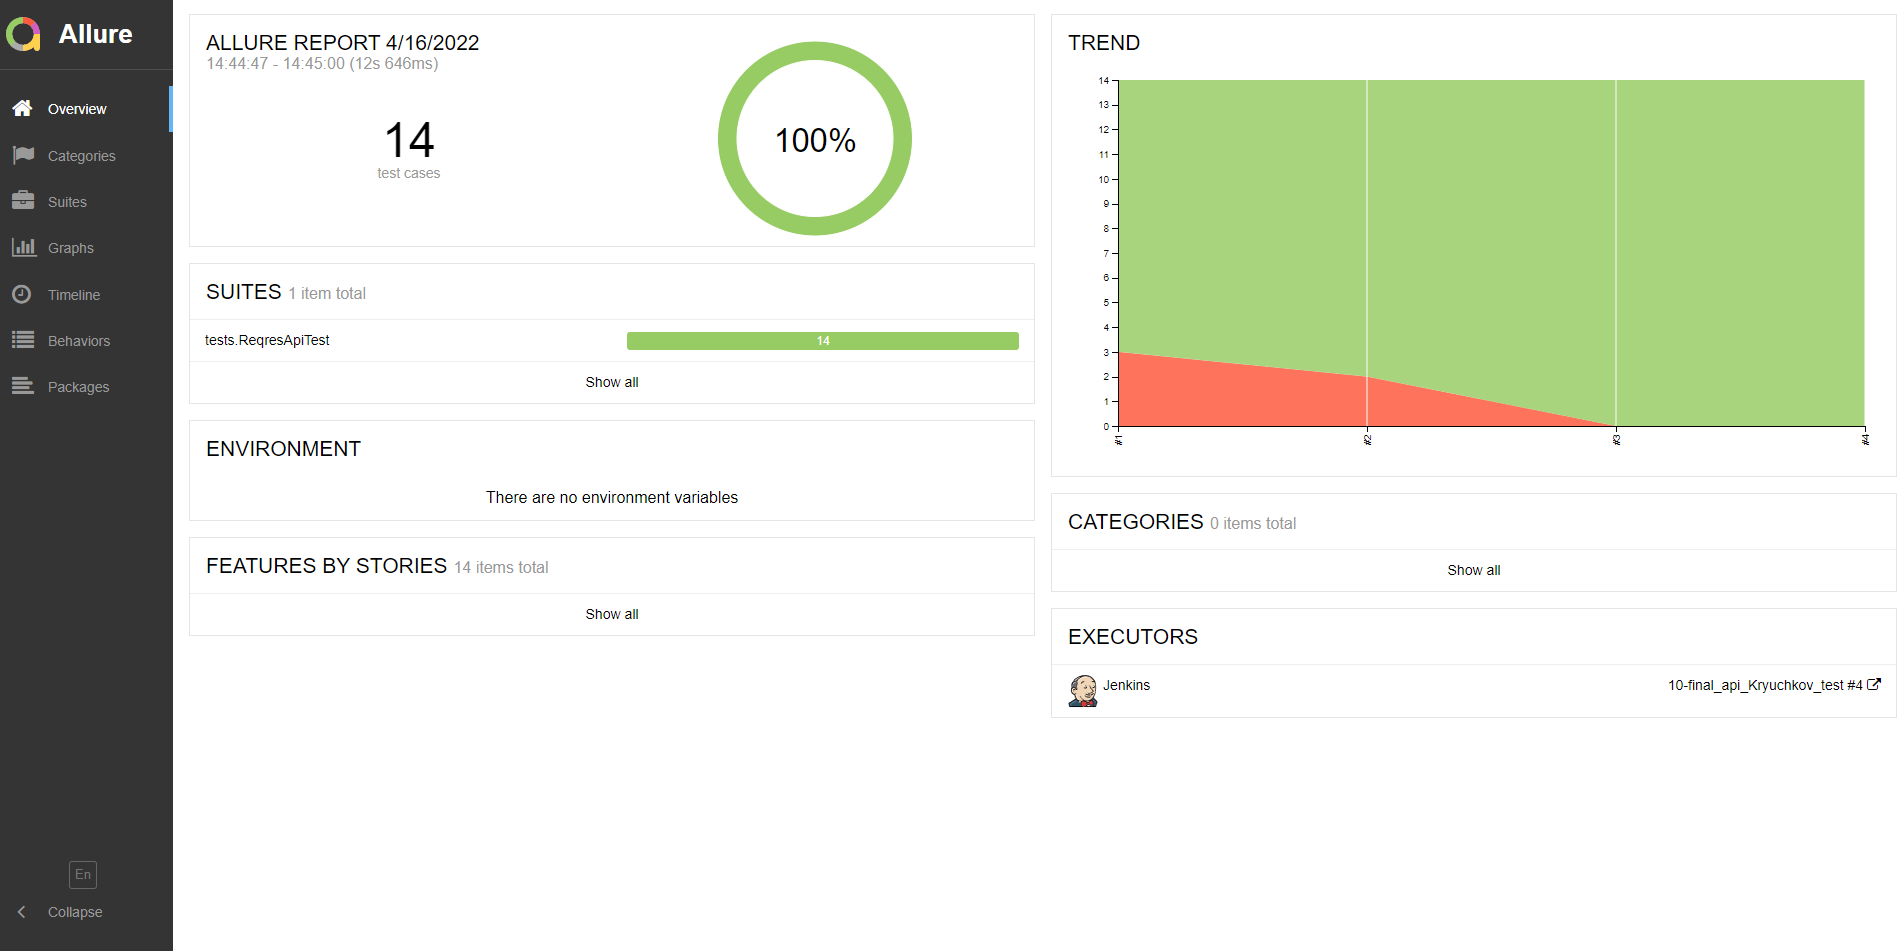 Allure
Overview
Categories
Suites
Graphs
Timeline
Behaviors
Packages
En
Collapse
ALLURE REPORT 4/16/2022
14:44:47 - 14:45:00 (12s 646ms)
14
test cases
100%
SUITES 1 item total
tests.ReqresApiTest
14
Show all
ENVIRONMENT
There are no environment variables
FEATURES BY STORIES 14 items total
Show all
TREND
14
13
12
11
10
9
8
7
6
5
4
3
2
1
0
#1
#2
#3
#4
CATEGORIES 0 items total
Show all
EXECUTORS
Jenkins
10-final_api_Kryuchkov_test #4